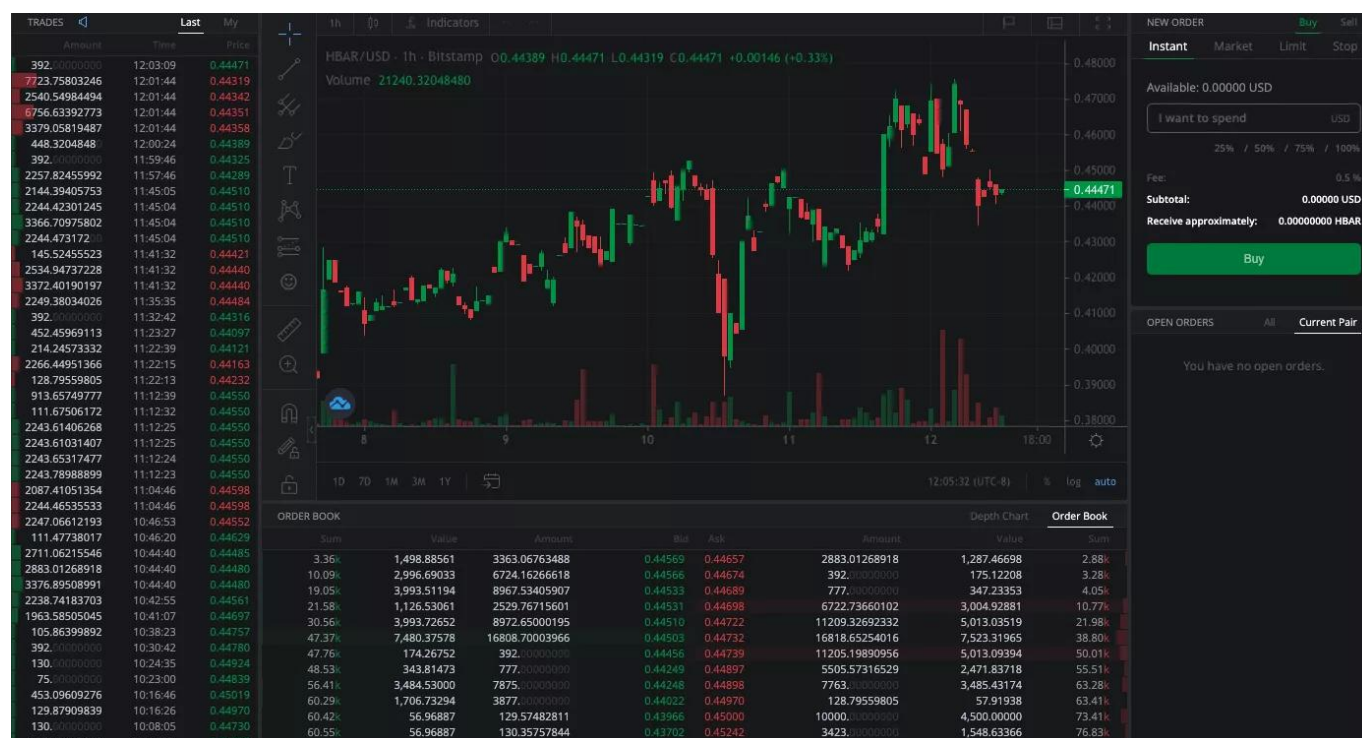 TRADES Last My
Amount Time Price
392.00000000 12:03:09 0.44471
7723.75803246 12:01:44 0.44319
2540.54984494 12:01:44 0.44342
6756.63392773 12:01:44 0.44351
3379.05819487 12:01:44 0.44358
448.32048480 12:00:24 0.44389
392.00000000 11:59:46 0.44325
2257.82455992 11:57:46 0.44289
2144.39405753 11:45:05 0.44510
2244.42301245 11:45:04 0.44510
3366.70975802 11:45:04 0.44510
2244.47317200 11:45:04 0.44510
145.52455523 11:41:32 0.44421
2534.94737228 11:41:32 0.44440
3372.40190197 11:41:32 0.44440
2249.38034026 11:35:35 0.44484
392.00000000 11:32:42 0.44316
452.45969113 11:23:27 0.44097
214.24573332 11:22:39 0.44121
2266.44951366 11:22:15 0.44163
128.79559805 11:22:13 0.44232
913.65749777 11:12:39 0.44550
111.67506172 11:12:32 0.44550
2243.61406268 11:12:25 0.44550
2243.61031407 11:12:25 0.44550
2243.65317477 11:12:24 0.44550
2243.78988899 11:12:23 0.44550
2087.41051354 11:04:46 0.44598
2244.46535533 11:04:46 0.44598
2247.06612193 10:46:53 0.44552
111.47738017 10:46:20 0.44629
2711.06215546 10:44:40 0.44485
2883.01268918 10:44:40 0.44480
3376.89508991 10:44:40 0.44480
2238.74183703 10:42:55 0.44561
1963.58505045 10:41:07 0.44697
105.86399892 10:38:23 0.44757
392.00000000 10:30:42 0.44780
130.00000000 10:24:35 0.44924
75.00000000 10:23:00 0.44839
453.09609276 10:16:46 0.45019
129.87909839 10:16:26 0.44970
130.00000000 10:08:05 0.44730
1h Indicators
HBAR/USD · 1h · Bitstamp O0.44389 H0.44471 L0.44319 C0.44471 +0.00146 (+0.33%)
Volume 21240.32048480
0.48000
0.47000
0.46000
0.45000
0.44471
0.44000
0.43000
0.42000
0.41000
0.40000
0.39000
0.38000
8 9 10 11 12 18:00
1D 7D 1M 3M 1Y 12:05:32 (UTC-8) % log auto
ORDER BOOK Depth Chart Order Book
Sum Value Amount Bid Ask Amount Value Sum
3.36k 1,498.88561 3363.06763488 0.44569 0.44657 2883.01268918 1,287.46698 2.88k
10.09k 2,996.69033 6724.16266618 0.44566 0.44674 392.00000000 175.12208 3.28k
19.05k 3,993.51194 8967.53405907 0.44533 0.44689 777.00000000 347.23353 4.05k
21.58k 1,126.53061 2529.76715601 0.44531 0.44698 6722.73660102 3,004.92881 10.77k
30.56k 3,993.72652 8972.65000195 0.44510 0.44722 11209.32692332 5,013.03519 21.98k
47.37k 7,480.37578 16808.70003966 0.44503 0.44732 16818.65254016 7,523.31965 38.80k
47.76k 174.26752 392.00000000 0.44456 0.44739 11205.19890956 5,013.09394 50.01k
48.53k 343.81473 777.00000000 0.44249 0.44897 5505.57316529 2,471.83718 55.51k
56.41k 3,484.53000 7875.00000000 0.44248 0.44898 7763.00000000 3,485.43174 63.28k
60.29k 1,706.73294 3877.00000000 0.44022 0.44970 128.79559805 57.91938 63.41k
60.42k 56.96887 129.57482811 0.43966 0.45000 10000.00000000 4,500.00000 73.41k
60.55k 56.96887 130.35757844 0.43702 0.45242 3423.00000000 1,548.63366 76.83k
NEW ORDER Buy Sell
Instant Market Limit Stop
Available: 0.00000 USD
I want to spend USD
25% / 50% / 75% / 100%
Fee: 0.5 %
Subtotal: 0.00000 USD
Receive approximately: 0.00000000 HBAR
Buy
OPEN ORDERS All Current Pair
You have no open orders.